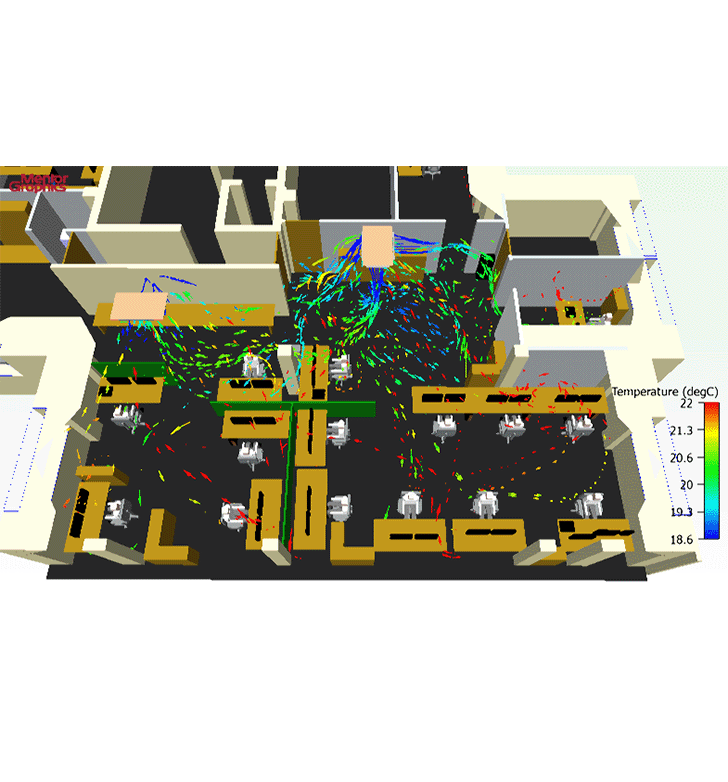 Mentor
Graphics
Temperature (degC)
22
21.3
20.6
20
19.3
18.6